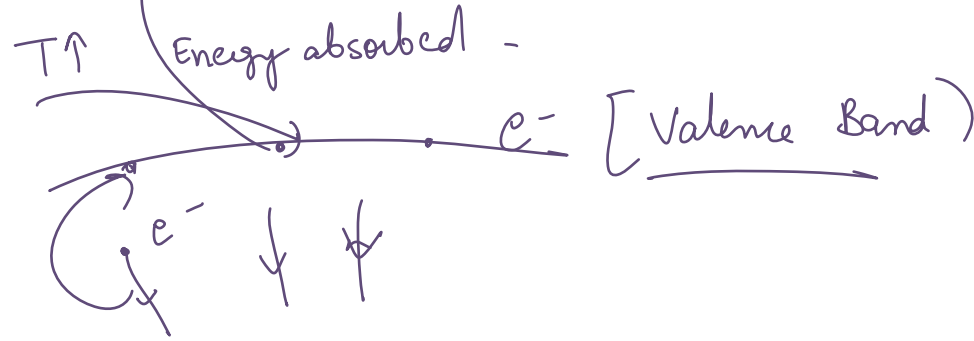 T↑ Energy absorbed -
e⁻ [Valence Band)
e⁻